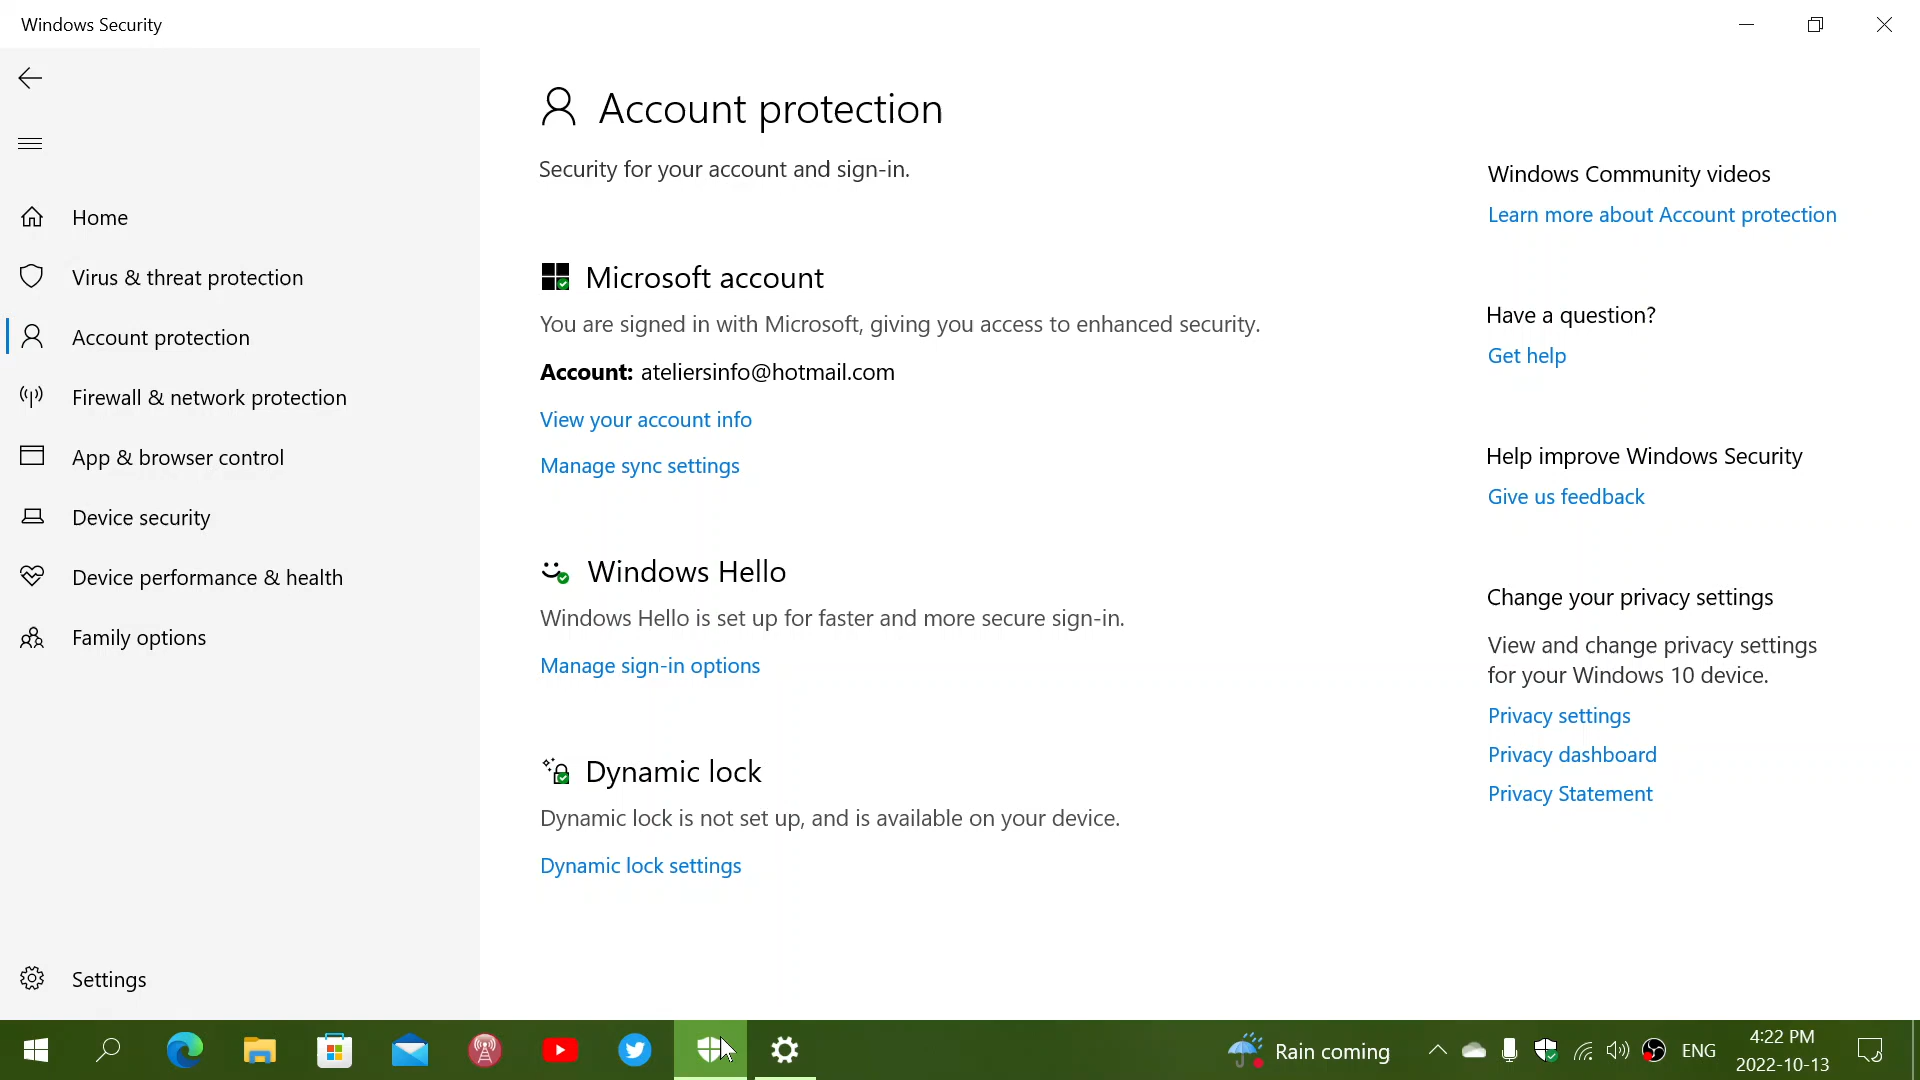 Windows Security
Home
Virus & threat protection
Account protection
Firewall & network protection
App & browser control
Device security
Device performance & health
Family options
Settings
Account protection
Security for your account and sign-in.
Microsoft account
You are signed in with Microsoft, giving you access to enhanced security.
Account: ateliersinfo@hotmail.com
View your account info
Manage sync settings
Windows Hello
Windows Hello is set up for faster and more secure sign-in.
Manage sign-in options
Dynamic lock
Dynamic lock is not set up, and is available on your device.
Dynamic lock settings
Windows Community videos
Learn more about Account protection
Have a question?
Get help
Help improve Windows Security
Give us feedback
Change your privacy settings
View and change privacy settings
for your Windows 10 device.
Privacy settings
Privacy dashboard
Privacy Statement
Rain coming
ENG
4:22 PM
2022-10-13